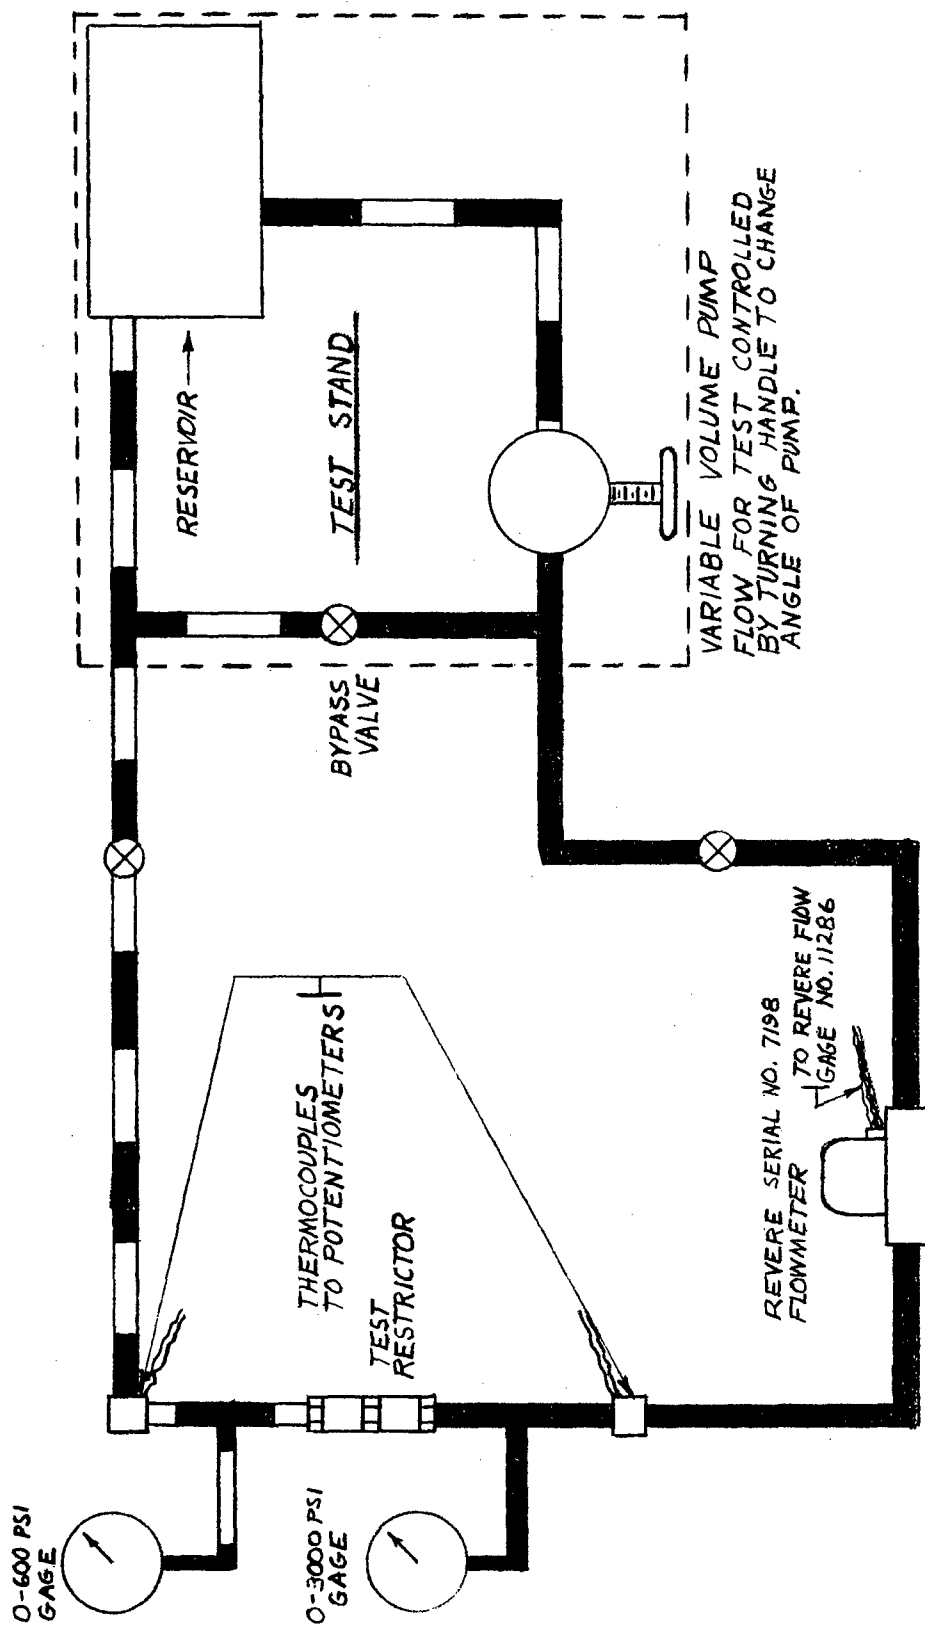 RESERVOIR
TEST STAND
VARIABLE VOLUME PUMP
FLOW FOR TEST CONTROLLED
BY TURNING HANDLE TO CHANGE
ANGLE OF PUMP.
BYPASS
VALVE
THERMOCOUPLES
TO POTENTIOMETERS
TEST
RESTRICTOR
REVERE SERIAL NO. 7198
FLOWMETER
TO REVERE FLOW
GAGE NO. 11286
0-600 PSI
GAGE
0-3000 PSI
GAGE